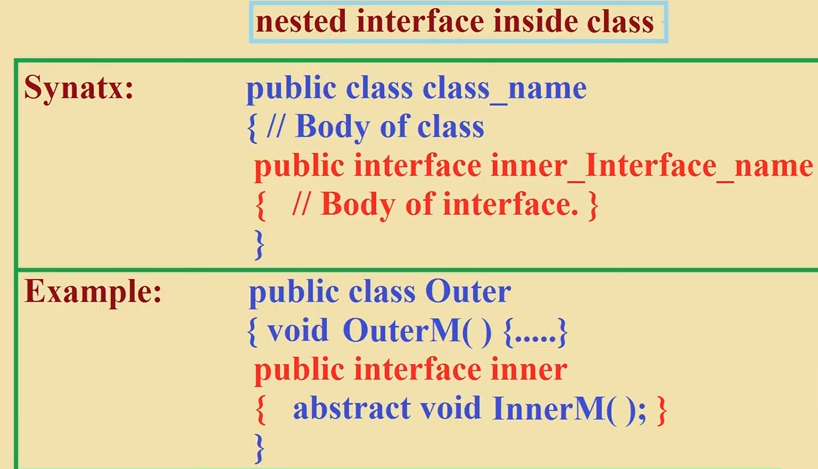 nested interface inside class
Synatx: public class class_name
{ // Body of class
public interface inner_Interface_name
{ // Body of interface. }
}
Example: public class Outer
{ void OuterM( ) {.....}
public interface inner
{ abstract void InnerM( ); }
}